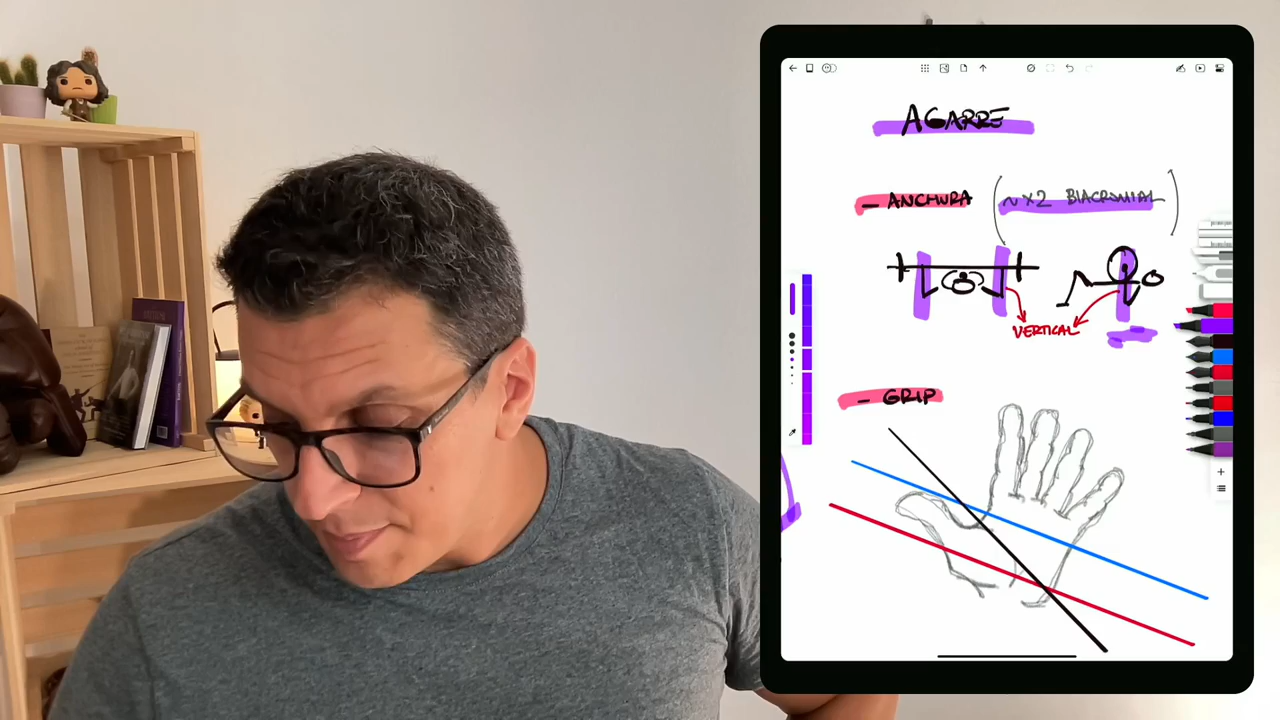 AGARRE
- ANCHURA (~ X2 BIACROMIAL)
VERTICAL
- GRIP